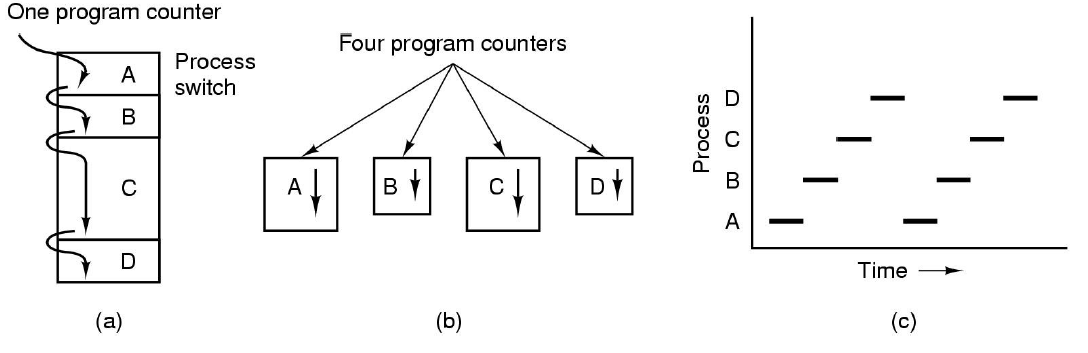 One program counter
Process
switch
A
B
C
D
(a)
Four program counters
A
B
C
D
(b)
Process
D
C
B
A
Time
(c)